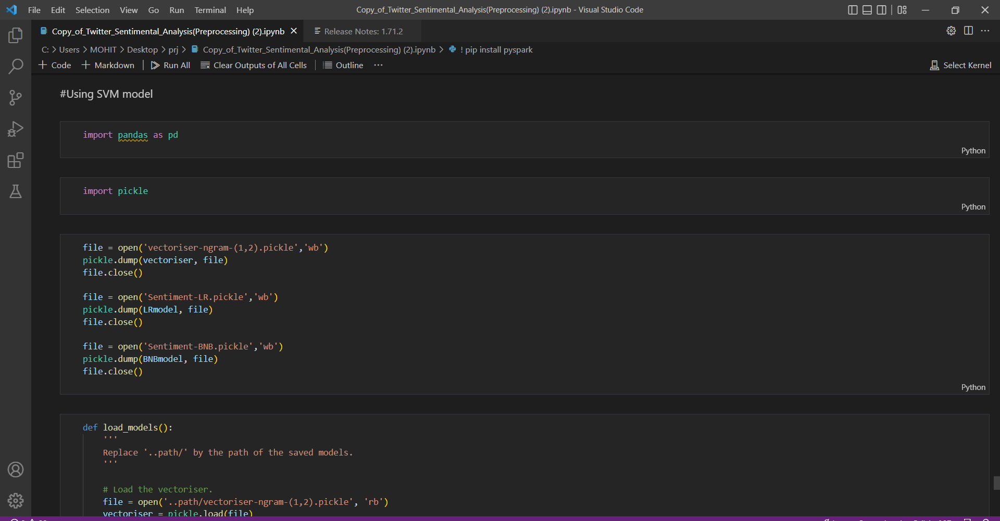 File Edit Selection View Go Run Terminal Help
Copy_of_Twitter_Sentimental_Analysis(Preprocessing) (2).ipynb - Visual Studio Code
Copy_of_Twitter_Sentimental_Analysis(Preprocessing) (2).ipynb
Release Notes: 1.71.2
C: > Users > MOHIT > Desktop > prj > Copy_of_Twitter_Sentimental_Analysis(Preprocessing) (2).ipynb > ! pip install pyspark
+ Code + Markdown | Run All Clear Outputs of All Cells | Outline ···
Select Kernel
#Using SVM model
import pandas as pd
Python
import pickle
Python
file = open('vectoriser-ngram-(1,2).pickle','wb')
pickle.dump(vectoriser, file)
file.close()
file = open('Sentiment-LR.pickle','wb')
pickle.dump(LRmodel, file)
file.close()
file = open('Sentiment-BNB.pickle','wb')
pickle.dump(BNBmodel, file)
file.close()
Python
def load_models():
'''
Replace '..path/' by the path of the saved models.
'''
# Load the vectoriser.
file = open('..path/vectoriser-ngram-(1,2).pickle', 'rb')
vectoriser = pickle.load(file)